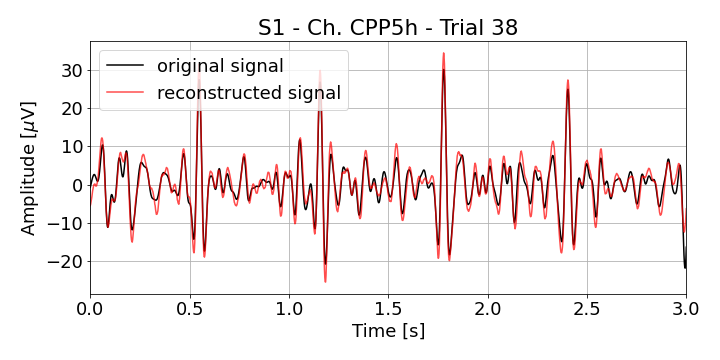 S1 - Ch. CPP5h - Trial 38
original signal
reconstructed signal
Amplitude [μV]
30
20
10
0
−10
−20
0.0 0.5 1.0 1.5 2.0 2.5 3.0
Time [s]